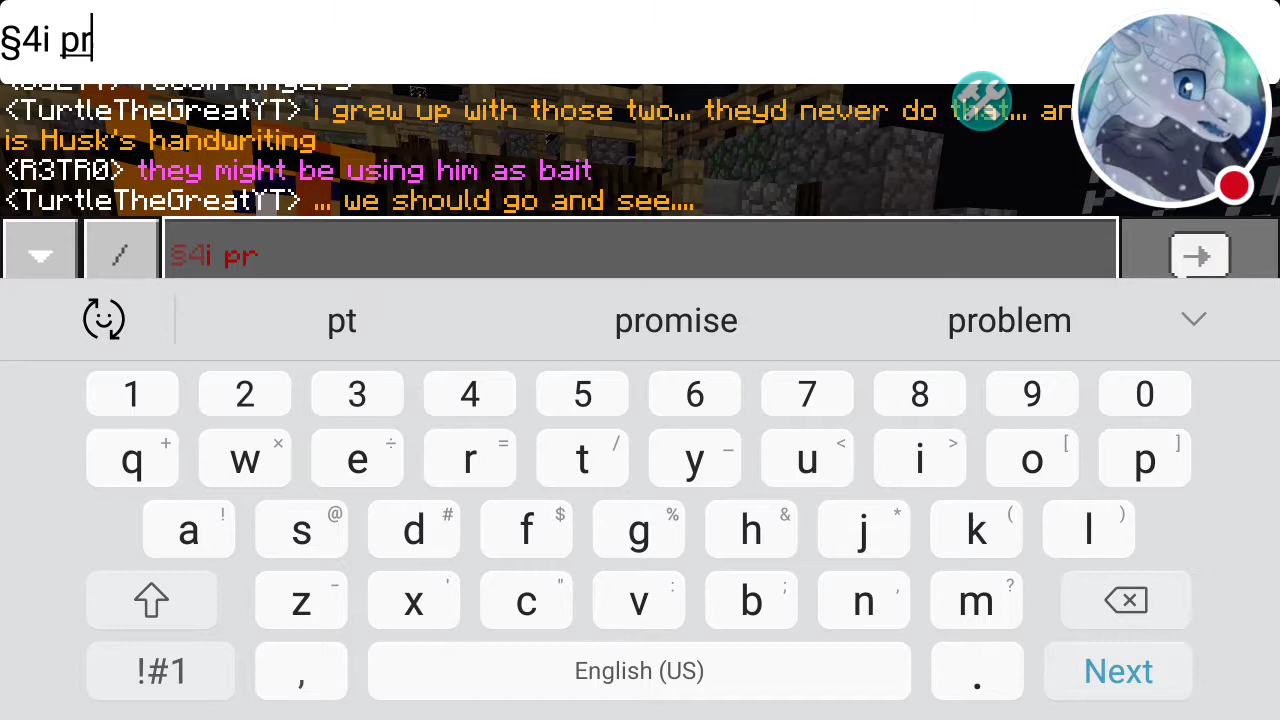 §4i pr
<TurtleTheGreatYT> i grew up with those two... theyd never do that... an
is Husk's handwriting
<R3TR0> they might be using him as bait
<TurtleTheGreatYT> ... we should go and see....
/ §4i pr
pt promise problem
1 2 3 4 5 6 7 8 9 0
q + w × e ÷ r = t / y _ u < i > o [ p ]
a ! s @ d # f $ g % h & j * k ( l )
z - x ' c " v : b ; n , m ?
!#1 , English (US) . Next